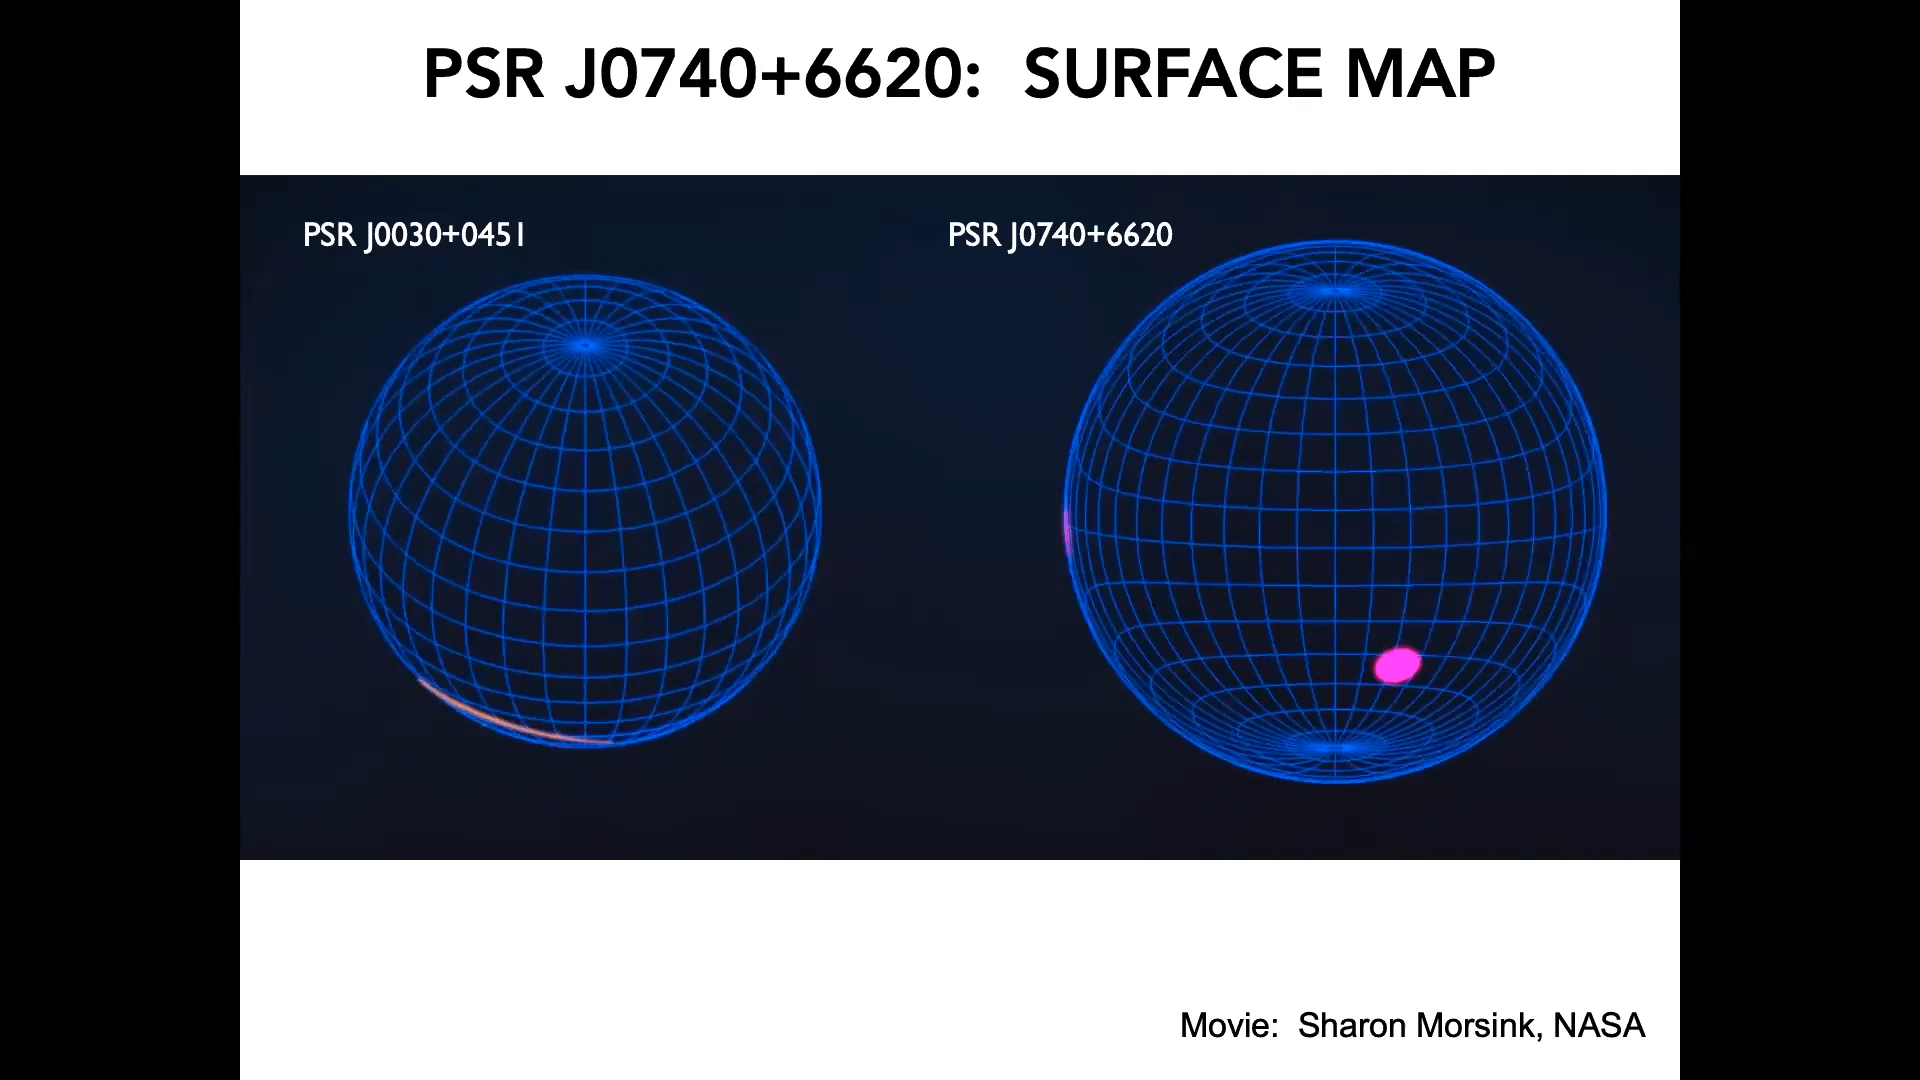 PSR J0740+6620:  SURFACE MAP
PSR J0030+0451
PSR J0740+6620
Movie:  Sharon Morsink, NASA